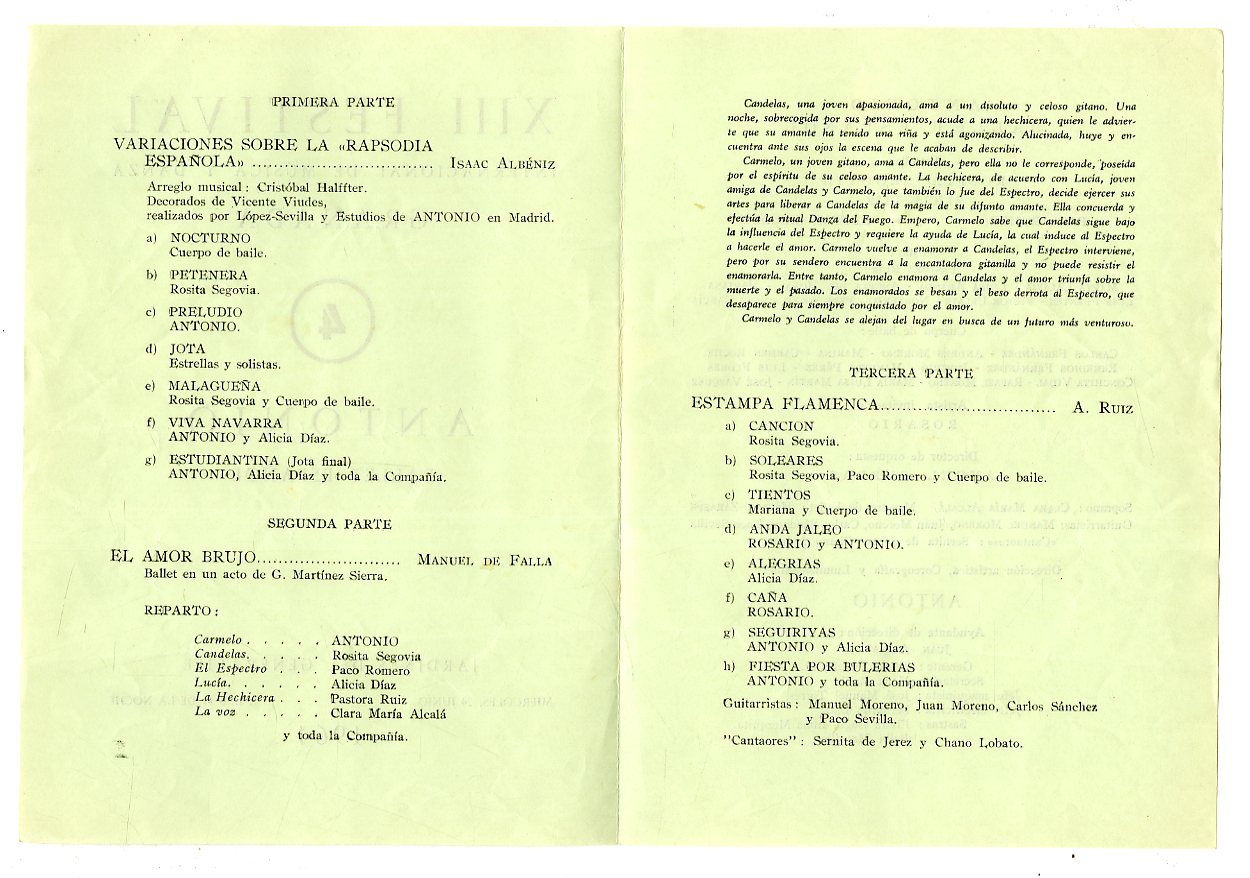 PRIMERA PARTE
VARIACIONES SOBRE LA «RAPSODIA
ESPAÑOLA» ................................. ISAAC ALBÉNIZ
Arreglo musical : Cristóbal Halffter.
Decorados de Vicente Viudes,
realizados por López-Sevilla y Estudios de ANTONIO en Madrid.
a) NOCTURNO
Cuerpo de baile.
b) PETENERA
Rosita Segovia.
c) PRELUDIO
ANTONIO.
d) JOTA
Estrellas y solistas.
e) MALAGUEÑA
Rosita Segovia y Cuerpo de baile.
f) VIVA NAVARRA
ANTONIO y Alicia Díaz.
g) ESTUDIANTINA (Jota final)
ANTONIO, Alicia Díaz y toda la Compañía.
SEGUNDA PARTE
EL AMOR BRUJO.......................... MANUEL DE FALLA
Ballet en un acto de G. Martínez Sierra.
REPARTO :
Carmelo . . . . . ANTONIO
Candelas. . . . . Rosita Segovia
El Espectro . . . Paco Romero
Lucía. . . . . . Alicia Díaz
La Hechicera . . . Pastora Ruiz
La voz . . . . . Clara María Alcalá
y toda la Compañía.
Candelas, una joven apasionada, ama a un disoluto y celoso gitano. Una
noche, sobrecogida por sus pensamientos, acude a una hechicera, quien le advier-
te que su amante ha tenido una riña y está agonizando. Alucinada, huye y en-
cuentra ante sus ojos la escena que le acaban de describir.
Carmelo, un joven gitano, ama a Candelas, pero ella no le corresponde, poseída
por el espíritu de su celoso amante. La hechicera, de acuerdo con Lucía, joven
amiga de Candelas y Carmelo, que también lo fue del Espectro, decide ejercer sus
artes para liberar a Candelas de la magia de su difunto amante. Ella concuerda y
efectúa la ritual Danza del Fuego. Empero, Carmelo sabe que Candelas sigue bajo
la influencia del Espectro y requiere la ayuda de Lucía, la cual induce al Espectro
a hacerle el amor. Carmelo vuelve a enamorar a Candelas, el Espectro interviene,
pero por su sendero encuentra a la encantadora gitanilla y no puede resistir el
enamorarla. Entre tanto, Carmelo enamora a Candelas y el amor triunfa sobre la
muerte y el pasado. Los enamorados se besan y el beso derrota al Espectro, que
desaparece para siempre conquistado por el amor.
Carmelo y Candelas se alejan del lugar en busca de un futuro más venturoso.
TERCERA PARTE
ESTAMPA FLAMENCA................................ A. RUIZ
a) CANCION
Rosita Segovia.
b) SOLEARES
Rosita Segovia, Paco Romero y Cuerpo de baile.
c) TIENTOS
Mariana y Cuerpo de baile.
d) ANDA JALEO
ROSARIO y ANTONIO.
e) ALEGRIAS
Alicia Díaz.
f) CAÑA
ROSARIO.
g) SEGUIRIYAS
ANTONIO y Alicia Díaz.
h) FIESTA POR BULERIAS
ANTONIO y toda la Compañía.
Guitarristas : Manuel Moreno, Juan Moreno, Carlos Sánchez
y Paco Sevilla.
"Cantaores" : Sernita de Jerez y Chano Lobato.